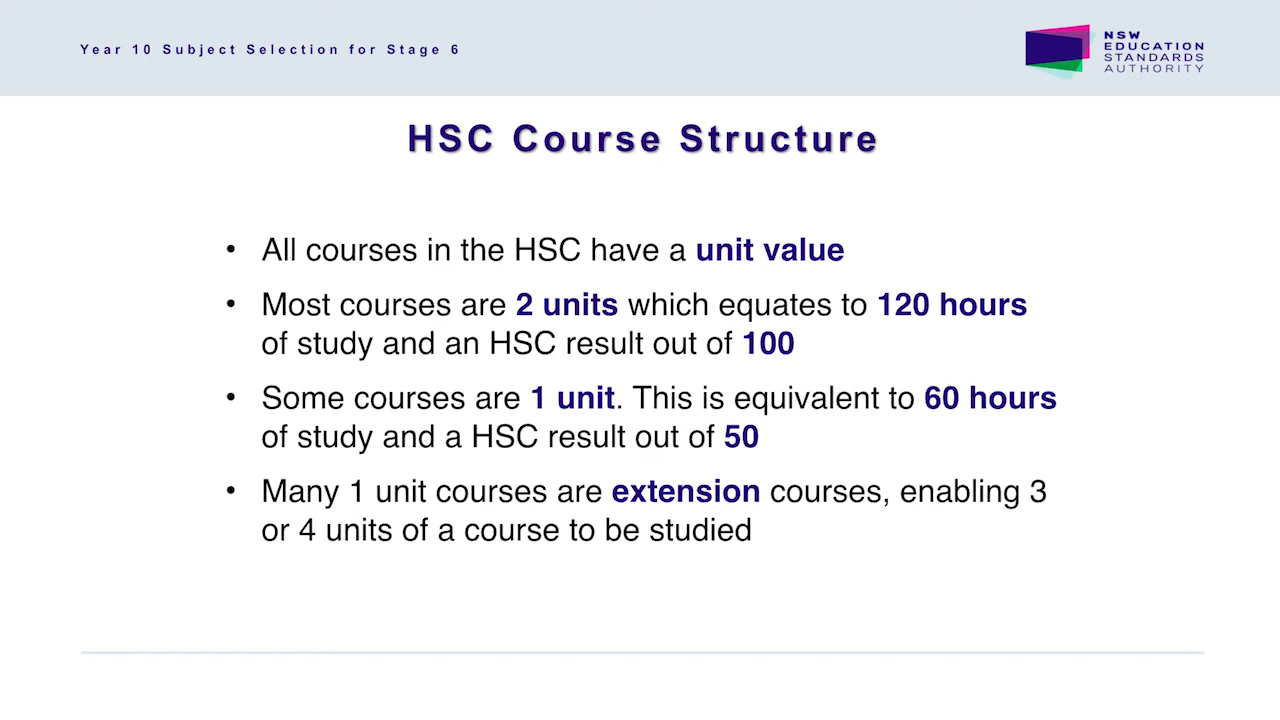 Year 10 Subject Selection for Stage 6
NSW
EDUCATION
STANDARDS
AUTHORITY
HSC Course Structure
• All courses in the HSC have a unit value
• Most courses are 2 units which equates to 120 hours
of study and an HSC result out of 100
• Some courses are 1 unit. This is equivalent to 60 hours
of study and a HSC result out of 50
• Many 1 unit courses are extension courses, enabling 3
or 4 units of a course to be studied